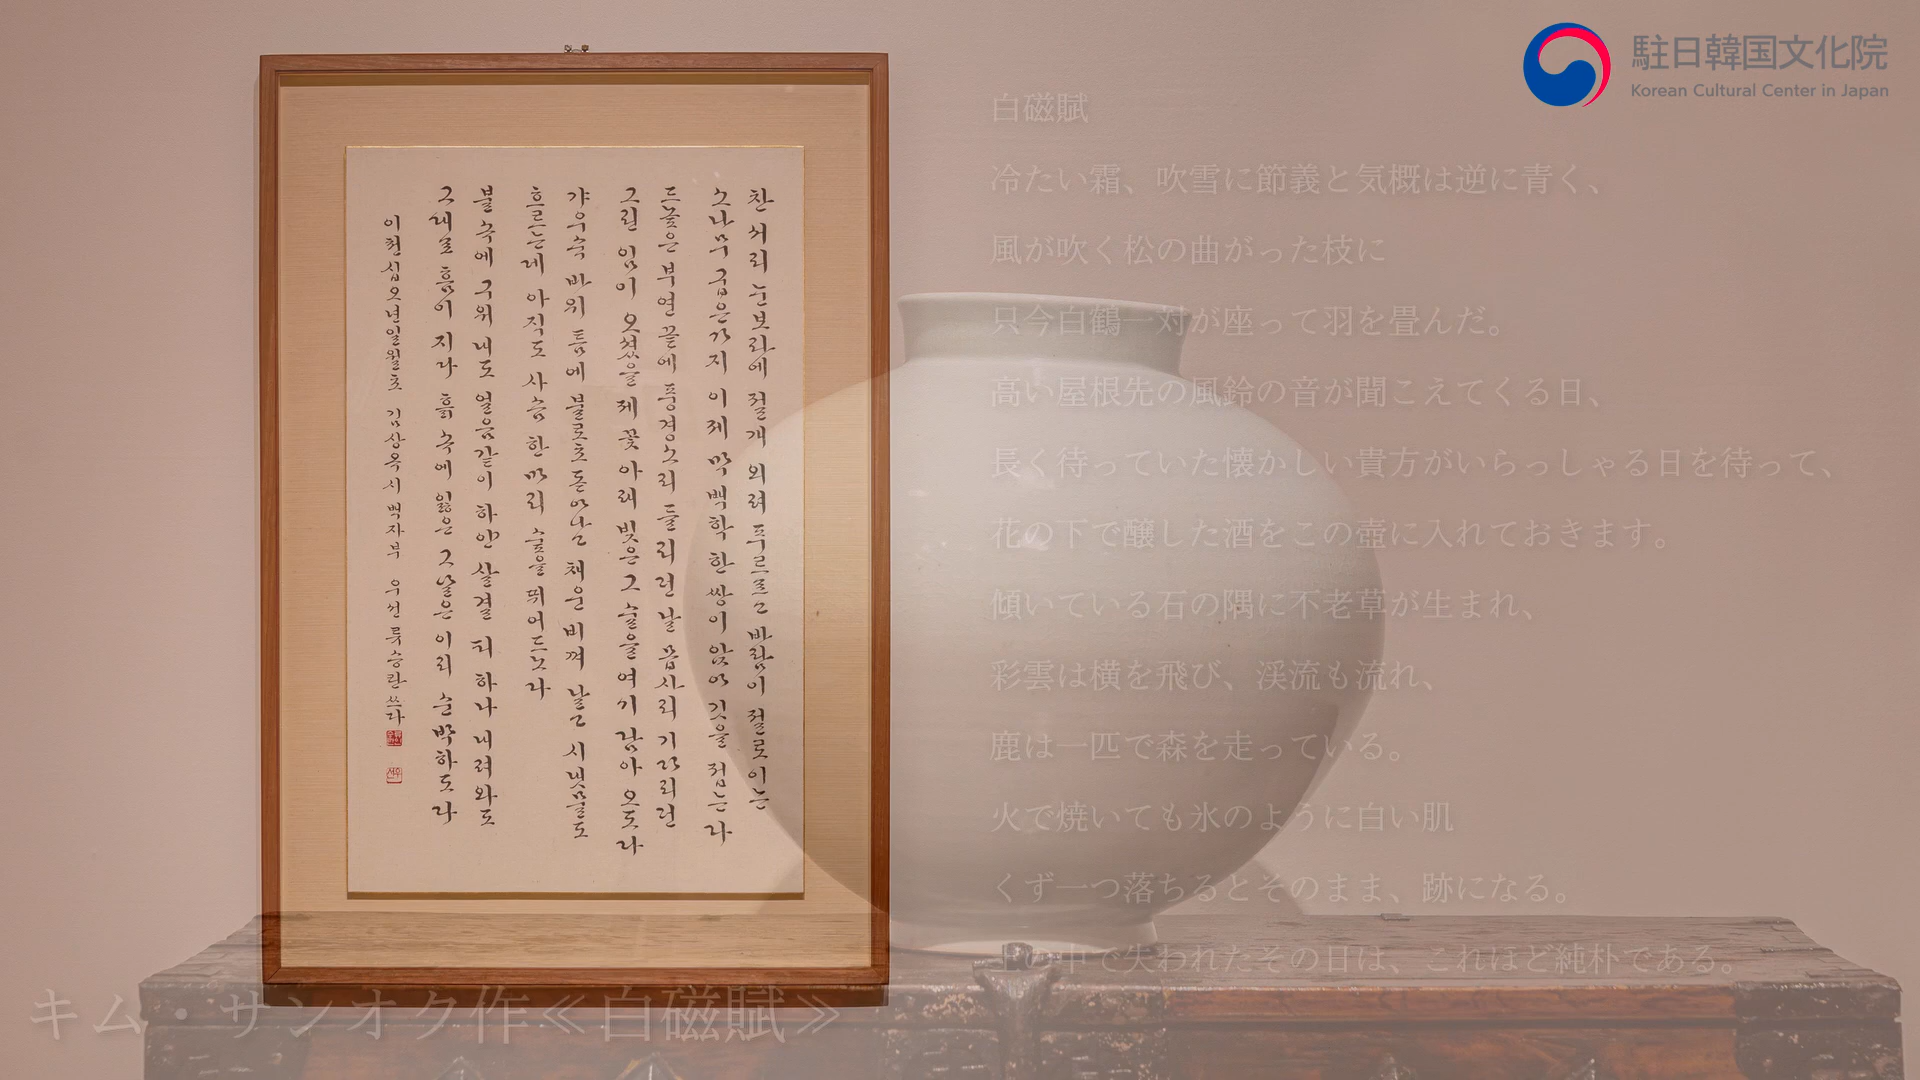 찬 서리 눈보라에 절개 외려 푸르르고 바람이 절로 이는
소나무 굽은 가지 이제 막 백학 한 쌍이 앉아 깃을 접는다
드높은 부연 끝에 풍경소리 들리던 날 몹사리 기다리던
그린 임이 오셨을 제 꽃 아래 빚은 그 술을 여기 담아 오도다
갸우숙 바위 틈에 불로초 돋아나고 채운 비껴 날고 시냇물도
흐르는데 아직도 사슴 한 마리 숲을 뛰어드노다
불 속에 구워 내도 얼음같이 하얀 살결 티 하나 내려와도
그대로 흠이 지다 흙 속에 잃은 그날은 이리 순박하도다
이천십오년일월초 김상옥 시 백자부 우선 류승란 쓰다
駐日韓国文化院
Korean Cultural Center in Japan
白磁賦
冷たい霜、吹雪に節義と気概は逆に青く、
風が吹く松の曲がった枝に
只今白鶴一対が座って羽を畳んだ。
高い屋根先の風鈴の音が聞こえてくる日、
長く待っていた懐かしい貴方がいらっしゃる日を待って、
花の下で醸した酒をこの壺に入れておきます。
傾いている石の隅に不老草が生まれ、
彩雲は横を飛び、渓流も流れ、
鹿は一匹で森を走っている。
火で焼いても氷のように白い肌
くず一つ落ちるとそのまま、跡になる。
土の中で失われたその日は、これほど純朴である。
キム・サンオク作≪白磁賦≫